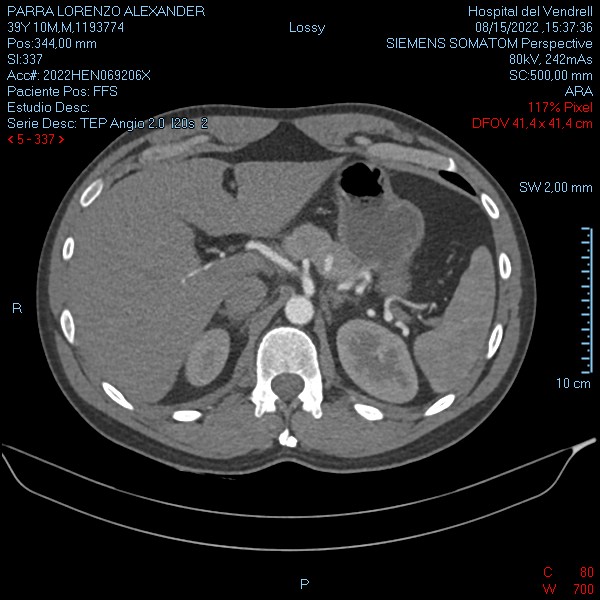 PARRA LORENZO ALEXANDER
39Y 10M,M,1193774
Pos:344,00 mm
SI:337
Acc#: 2022HEN069206X
Paciente Pos: FFS
Estudio Desc:
Serie Desc: TEP Angio 2.0 I20s 2
< 5 - 337 >
Lossy
Hospital del Vendrell
08/15/2022 ,15:37:36
SIEMENS SOMATOM Perspective
80kV, 242mAs
SC:500,00 mm
ARA
117% Pixel
DFOV 41,4 x 41,4 cm
SW 2,00 mm
R
10 cm
P
C 80
W 700